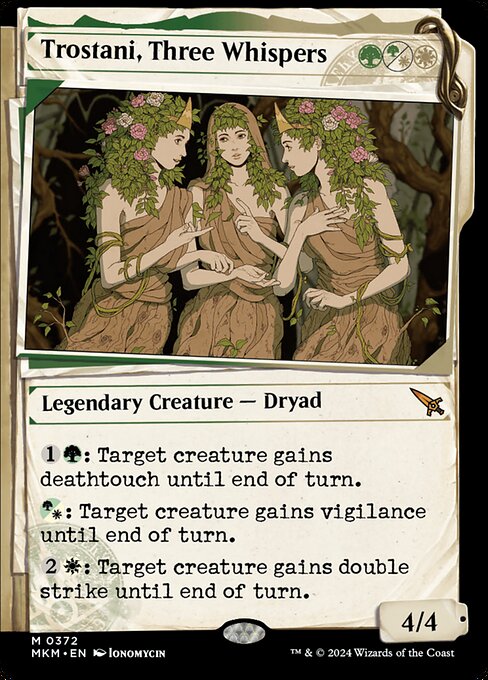 Trostani, Three Whispers
Legendary Creature — Dryad
1: Target creature gains
deathtouch until end of turn.
: Target creature gains vigilance
until end of turn.
2: Target creature gains double
strike until end of turn.
4/4
M 0372
MKM • EN Ionomycin
™ & © 2024 Wizards of the Coast